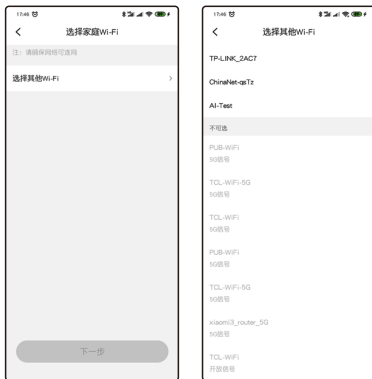 17:46
选择家庭Wi-Fi
注：请确保网络可连网
选择其他Wi-Fi
下一步
17:46
选择其他Wi-Fi
TP-LINK_2AC7
ChinaNet-qsTz
AI-Test
不可选
PUB-WiFi
5G信号
TCL-WiFi-5G
5G信号
TCL-WiFi
5G信号
PUB-WiFi
5G信号
TCL-WiFi-5G
5G信号
xiaomi3_router_5G
5G信号
TCL-WiFi
开放信号